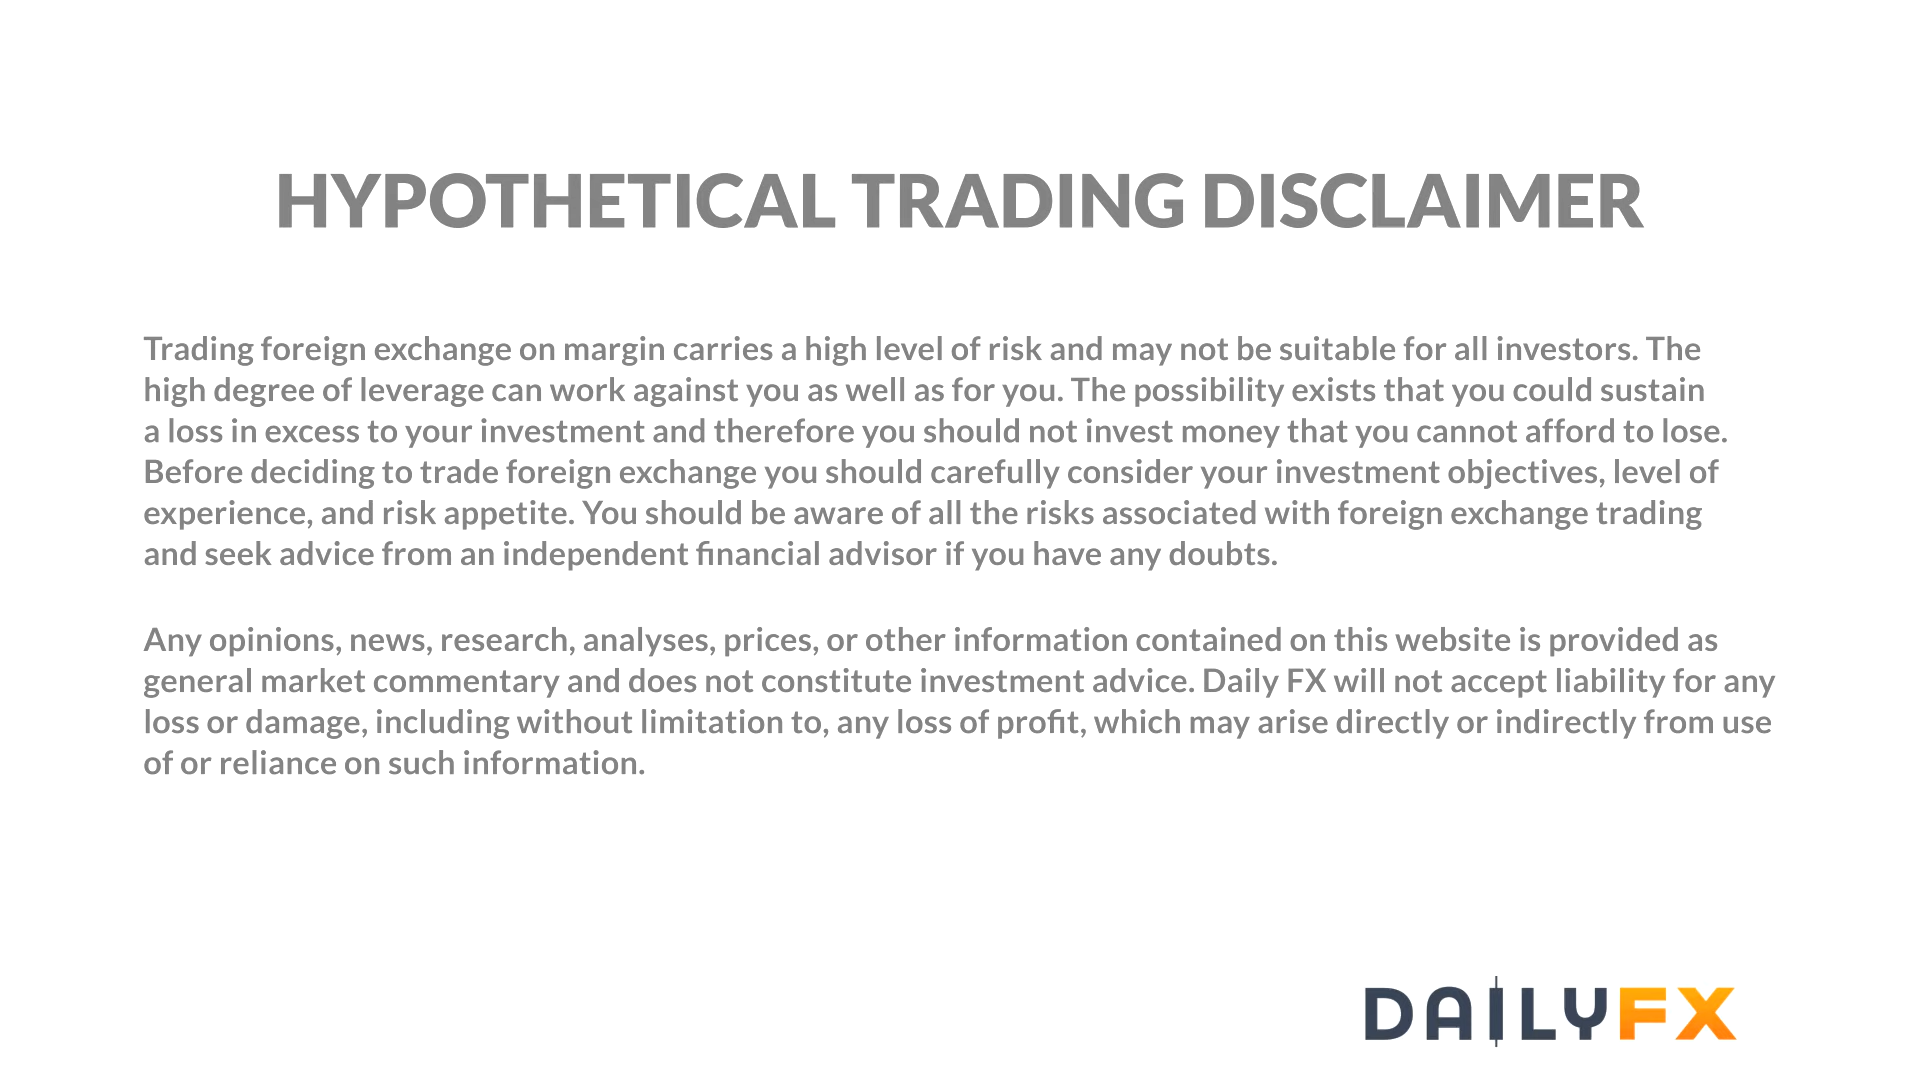 HYPOTHETICAL TRADING DISCLAIMER
Trading foreign exchange on margin carries a high level of risk and may not be suitable for all investors. The
high degree of leverage can work against you as well as for you. The possibility exists that you could sustain
a loss in excess to your investment and therefore you should not invest money that you cannot afford to lose.
Before deciding to trade foreign exchange you should carefully consider your investment objectives, level of
experience, and risk appetite. You should be aware of all the risks associated with foreign exchange trading
and seek advice from an independent financial advisor if you have any doubts.
Any opinions, news, research, analyses, prices, or other information contained on this website is provided as
general market commentary and does not constitute investment advice. Daily FX will not accept liability for any
loss or damage, including without limitation to, any loss of profit, which may arise directly or indirectly from use
of or reliance on such information.
DAILYFX